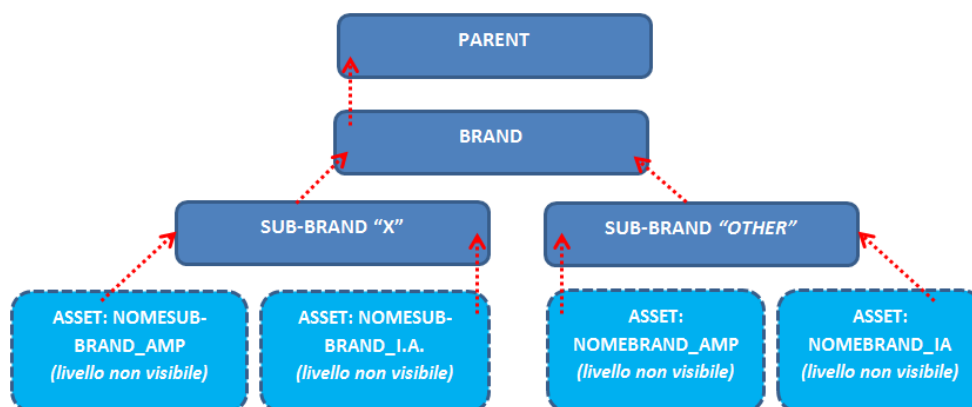 PARENT
BRAND
SUB-BRAND “X”
SUB-BRAND “OTHER”
ASSET: NOMESUB-
BRAND_AMP
(livello non visibile)
ASSET: NOMESUB-
BRAND_I.A.
(livello non visibile)
ASSET:
NOMEBRAND_AMP
(livello non visibile)
ASSET:
NOMEBRAND_IA
(livello non visibile)